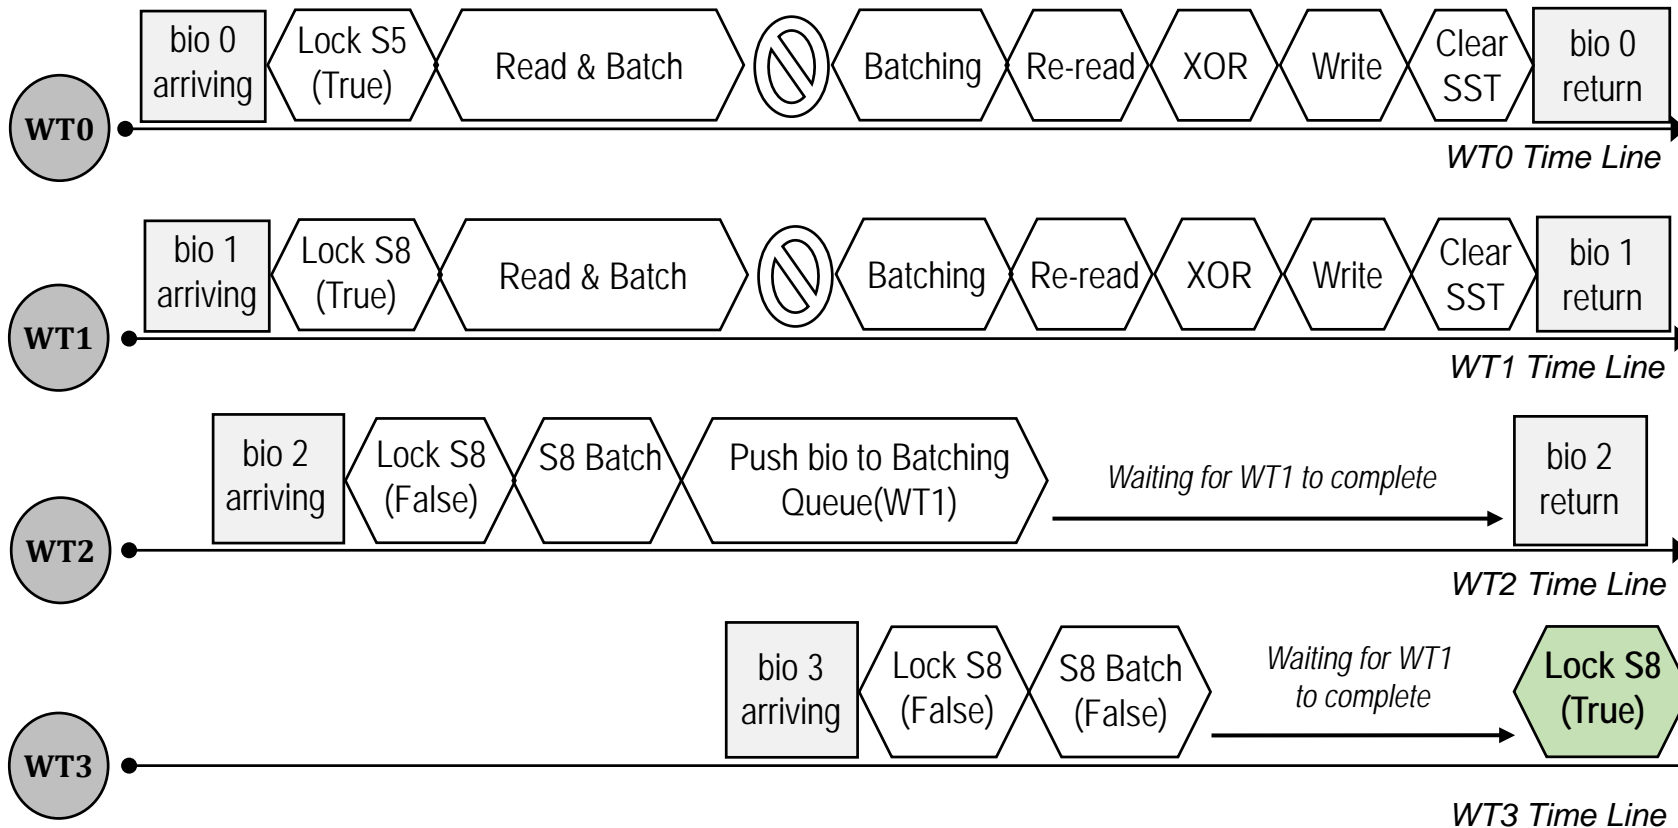 WT0
bio 0
arriving
Lock S5
(True)
Read & Batch
Batching
Re-read
XOR
Write
Clear
SST
bio 0
return
WT0 Time Line
WT1
bio 1
arriving
Lock S8
(True)
Read & Batch
Batching
Re-read
XOR
Write
Clear
SST
bio 1
return
WT1 Time Line
WT2
bio 2
arriving
Lock S8
(False)
S8 Batch
Push bio to Batching
Queue(WT1)
Waiting for WT1 to complete
bio 2
return
WT2 Time Line
WT3
bio 3
arriving
Lock S8
(False)
S8 Batch
(False)
Waiting for WT1
to complete
Lock S8
(True)
WT3 Time Line